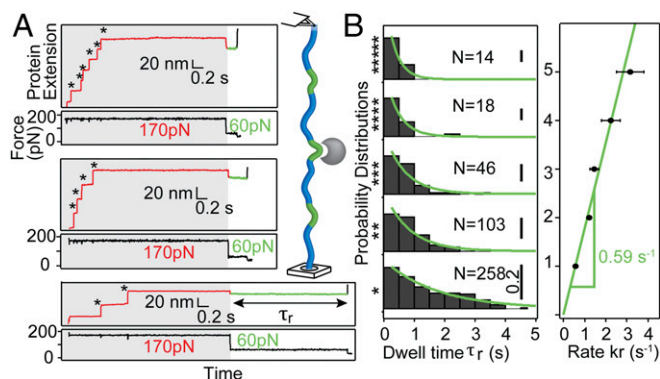 A
Protein
Extension
*
*
*
*
*
20 nm
0.2 s
Force
(pN)
200
0
170pN
60pN
*
*
*
*
20 nm
0.2 s
200
0
170pN
60pN
*
*
20 nm
0.2 s
τr
200
0
170pN
60pN
Time
B
Probability Distributions
*****
N=14
****
N=18
***
N=46
**
N=103
*
N=258
0.2
0 1 2 3 4 5
Dwell time τr (s)
5
4
3
2
1
0.59 s-1
0 1 2 3 4
Rate kr (s-1)